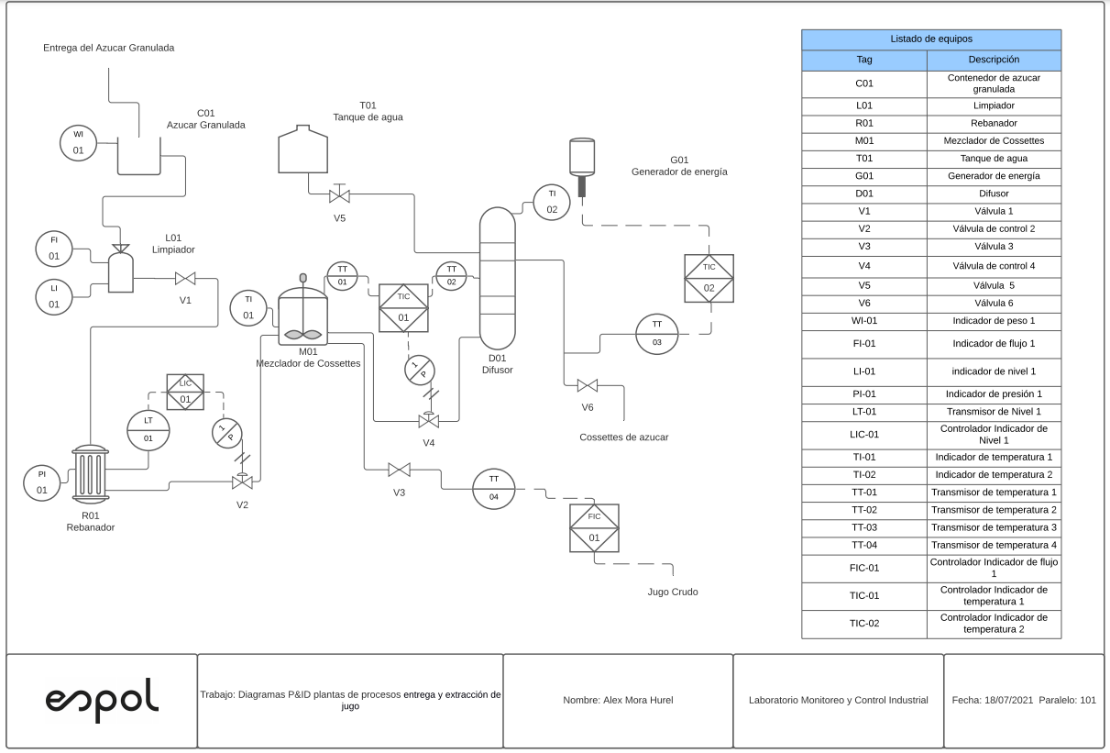 Entrega del Azucar Granulada
C01
Azucar Granulada
WI
01
T01
Tanque de agua
V5
G01
Generador de energía
TI
02
L01
Limpiador
FI
01
LI
01
V1
TT
01
TIC
01
TT
02
TIC
02
TI
01
M01
Mezclador de Cossettes
D01
Difusor
TT
03
V6
Cossettes de azucar
1
P
V4
LIC
01
LT
01
1
P
PI
01
R01
Rebanador
V2
V3
TT
04
FIC
01
Jugo Crudo
Listado de equipos
Tag Descripción
C01 Contenedor de azucar
granulada
L01 Limpiador
R01 Rebanador
M01 Mezclador de Cossettes
T01 Tanque de agua
G01 Generador de energía
D01 Difusor
V1 Válvula 1
V2 Válvula de control 2
V3 Válvula 3
V4 Válvula de control 4
V5 Válvula 5
V6 Válvula 6
WI-01 Indicador de peso 1
FI-01 Indicador de flujo 1
LI-01 indicador de nivel 1
PI-01 Indicador de presión 1
LT-01 Transmisor de Nivel 1
LIC-01 Controlador Indicador de
Nivel 1
TI-01 Indicador de temperatura 1
TI-02 Indicador de temperatura 2
TT-01 Transmisor de temperatura 1
TT-02 Transmisor de temperatura 2
TT-03 Transmisor de temperatura 3
TT-04 Transmisor de temperatura 4
FIC-01 Controlador Indicador de flujo
1
TIC-01 Controlador Indicador de
temperatura 1
TIC-02 Controlador Indicador de
temperatura 2
espol
Trabajo: Diagramas P&ID plantas de procesos entrega y extracción de
jugo
Nombre: Alex Mora Hurel
Laboratorio Monitoreo y Control Industrial
Fecha: 18/07/2021 Paralelo: 101